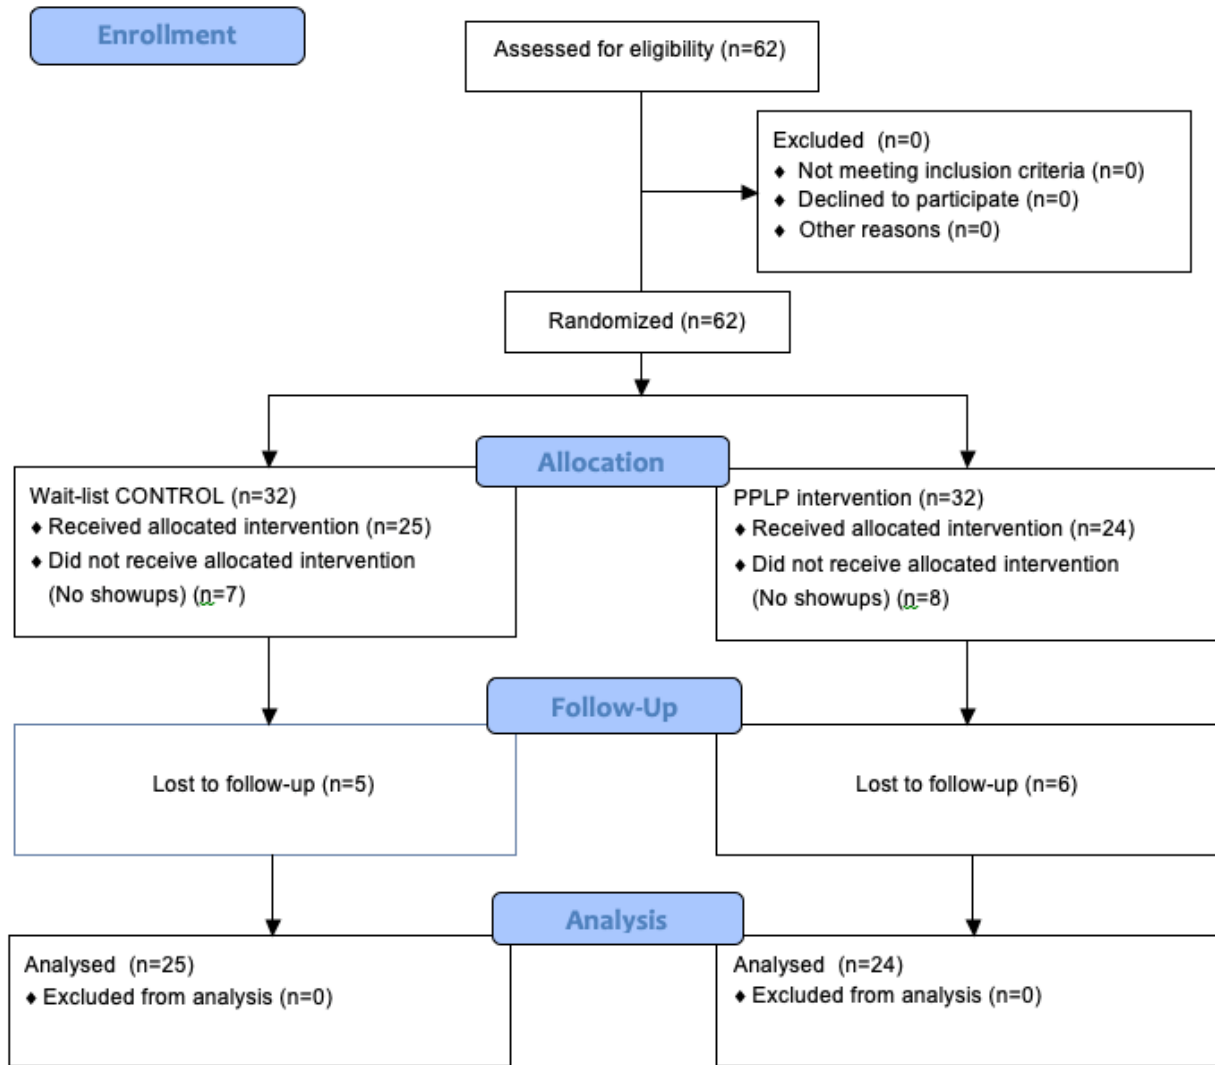 Enrollment
Assessed for eligibility (n=62)
Excluded (n=0)
♦ Not meeting inclusion criteria (n=0)
♦ Declined to participate (n=0)
♦ Other reasons (n=0)
Randomized (n=62)
Allocation
Wait-list CONTROL (n=32)
♦ Received allocated intervention (n=25)
♦ Did not receive allocated intervention
(No showups) (n=7)
PPLP intervention (n=32)
♦ Received allocated intervention (n=24)
♦ Did not receive allocated intervention
(No showups) (n=8)
Follow-Up
Lost to follow-up (n=5)
Lost to follow-up (n=6)
Analysis
Analysed (n=25)
♦ Excluded from analysis (n=0)
Analysed (n=24)
♦ Excluded from analysis (n=0)